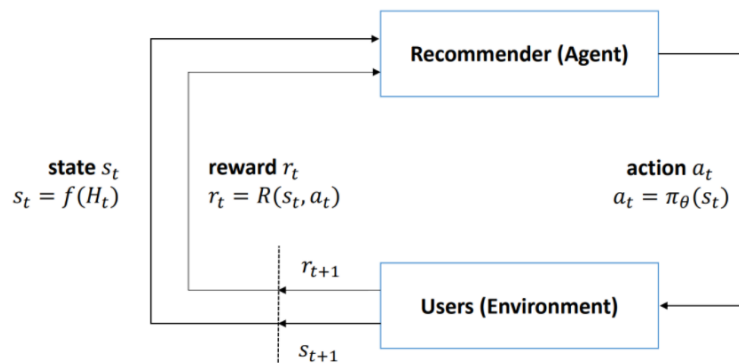 Recommender (Agent)
state s_t
s_t = f(H_t)
reward r_t
r_t = R(s_t, a_t)
action a_t
a_t = π_θ(s_t)
r_{t+1}
Users (Environment)
s_{t+1}